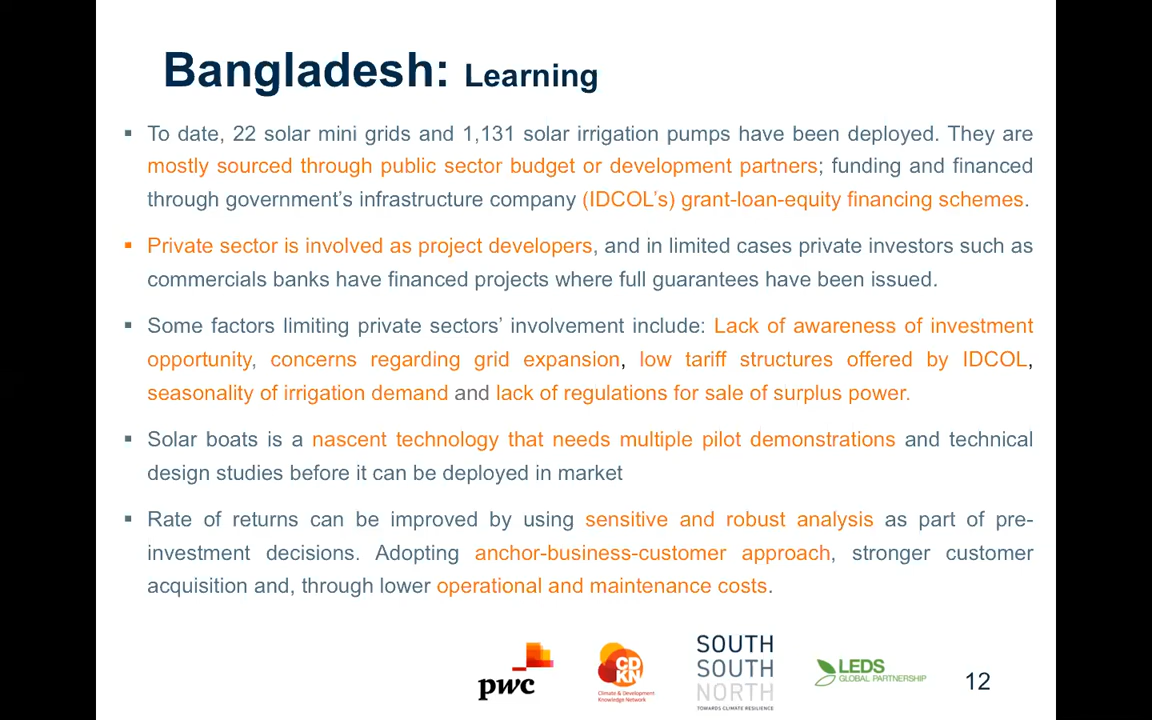 Bangladesh: Learning
▪ To date, 22 solar mini grids and 1,131 solar irrigation pumps have been deployed. They are
mostly sourced through public sector budget or development partners; funding and financed
through government’s infrastructure company (IDCOL’s) grant-loan-equity financing schemes.
▪ Private sector is involved as project developers, and in limited cases private investors such as
commercials banks have financed projects where full guarantees have been issued.
▪ Some factors limiting private sectors’ involvement include: Lack of awareness of investment
opportunity, concerns regarding grid expansion, low tariff structures offered by IDCOL,
seasonality of irrigation demand and lack of regulations for sale of surplus power.
▪ Solar boats is a nascent technology that needs multiple pilot demonstrations and technical
design studies before it can be deployed in market
▪ Rate of returns can be improved by using sensitive and robust analysis as part of pre-
investment decisions. Adopting anchor-business-customer approach, stronger customer
acquisition and, through lower operational and maintenance costs.
pwc
CDKN
Climate & Development
Knowledge Network
SOUTH
SOUTH
NORTH
TOWARDS CLIMATE RESILIENCE
LEDS
GLOBAL PARTNERSHIP
12